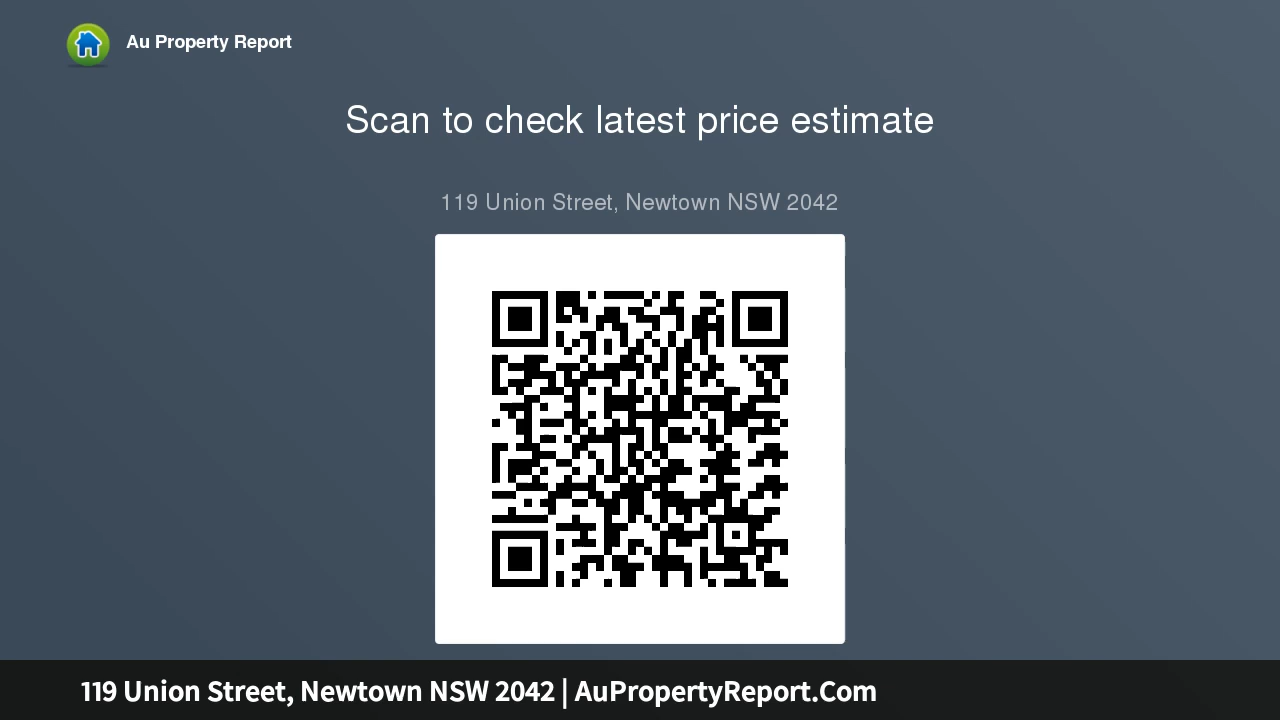 Au Property Report
Scan to check latest price estimate
119 Union Street, Newtown NSW 2042
119 Union Street, Newtown NSW 2042 | AuPropertyReport.Com